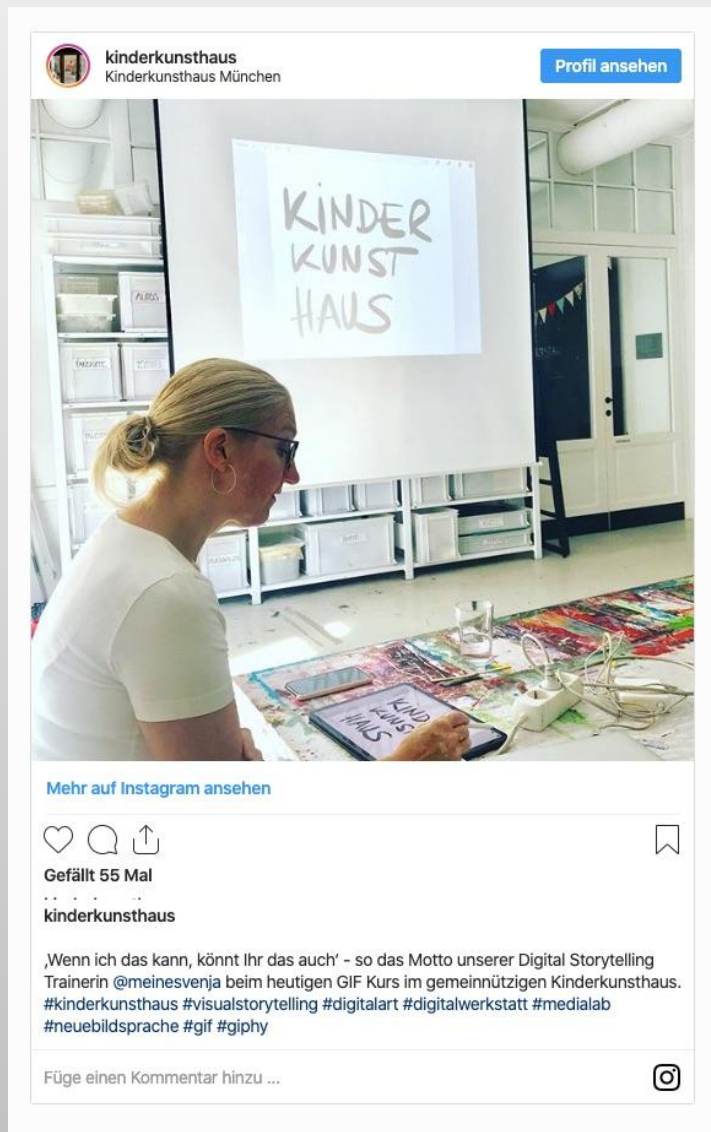 kinderkunsthaus
Kinderkunsthaus München
Profil ansehen
KiNDER
KUNST
HAUS
AUTOS
KIND
KUNS
HAUS
Mehr auf Instagram ansehen
Gefällt 55 Mal
kinderkunsthaus
‚Wenn ich das kann, könnt Ihr das auch‘ - so das Motto unserer Digital Storytelling
Trainerin @meinesvenja beim heutigen GIF Kurs im gemeinnützigen Kinderkunsthaus.
#kinderkunsthaus #visualstorytelling #digitalart #digitalwerkstatt #medialab
#neuebildsprache #gif #giphy
Füge einen Kommentar hinzu ...